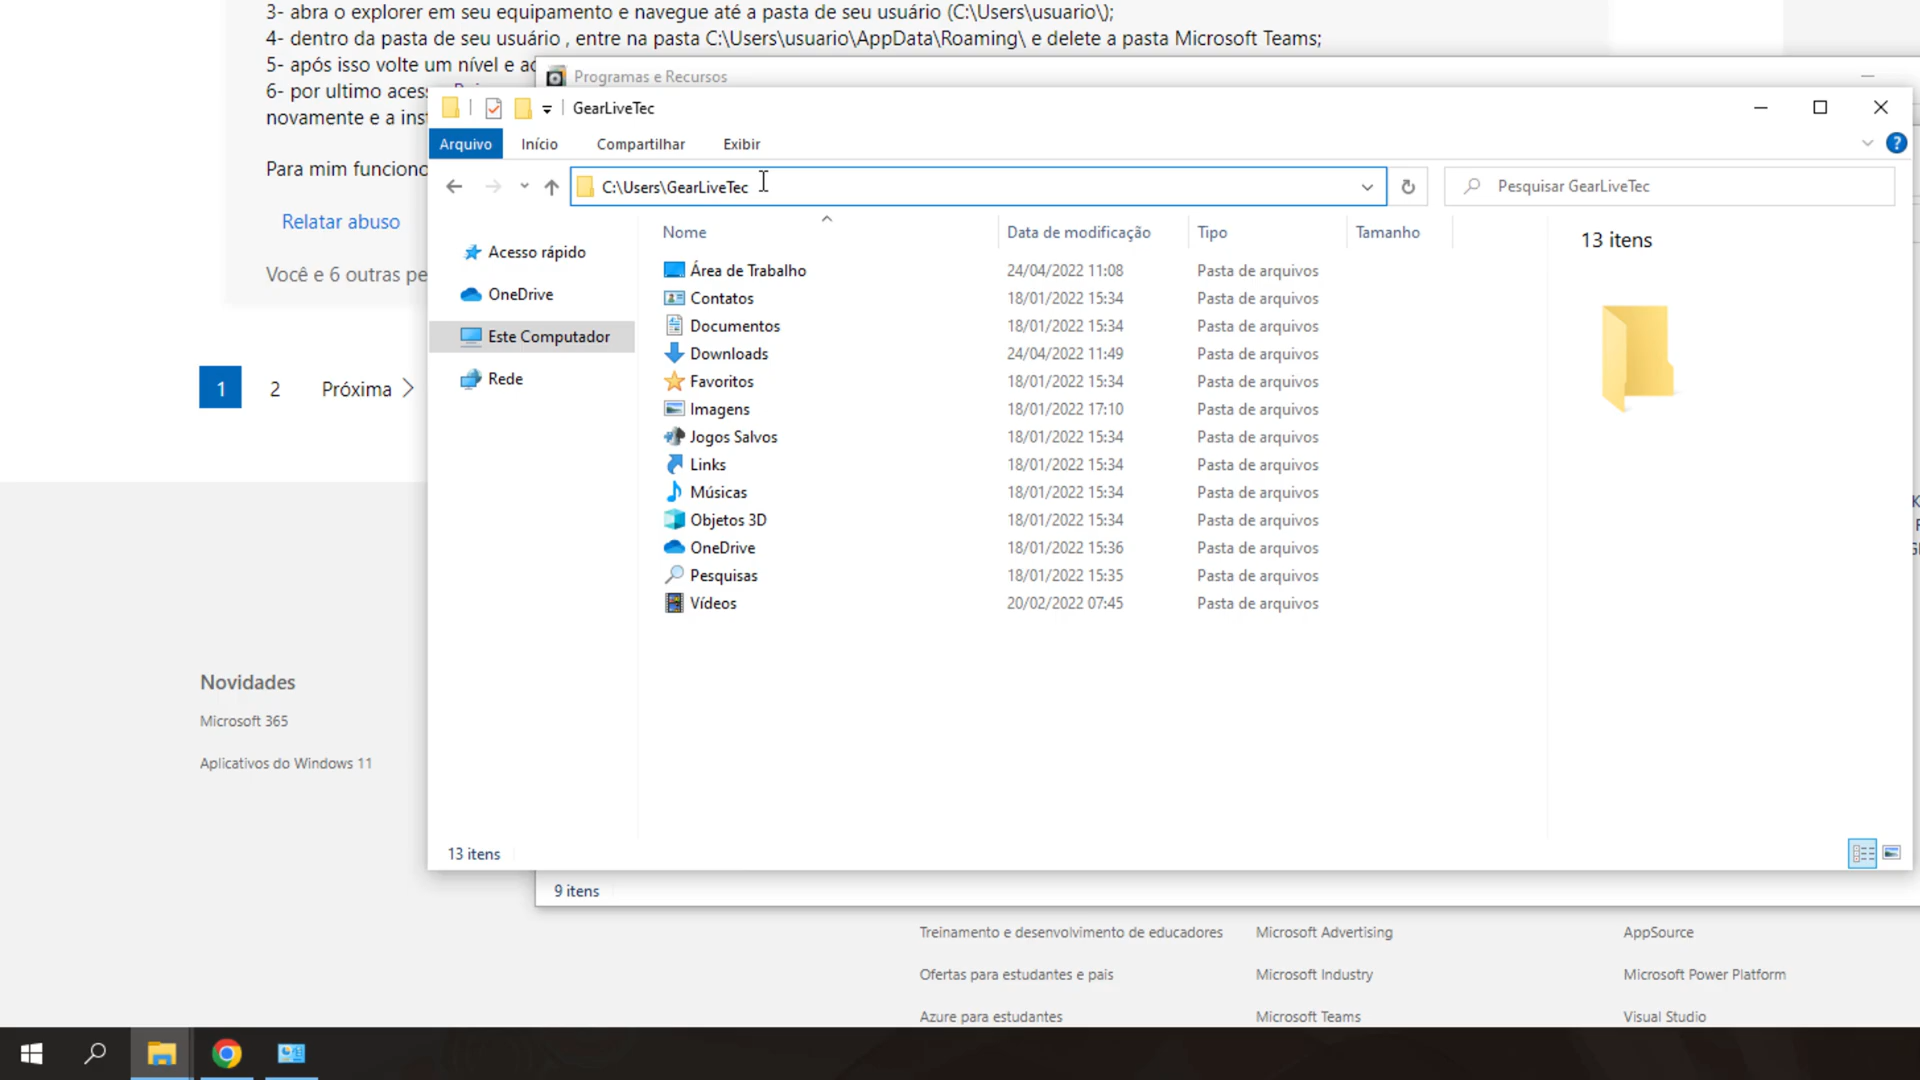 3- abra o explorer em seu equipamento e navegue até a pasta de seu usuário (C:\Users\usuario\);
4- dentro da pasta de seu usuário , entre na pasta C:\Users\usuario\AppData\Roaming\ e delete a pasta Microsoft Teams;
5- após isso volte um nível e
6- por ultimo
novamente e a
Para mim
Relatar abuso
Você e 6 outras
1
2
Próxima
Novidades
Microsoft 365
Aplicativos do Windows 11
Programas e Recursos
GearLiveTec
Arquivo
Início
Compartilhar
Exibir
C:\Users\GearLiveTec
Pesquisar GearLiveTec
Acesso rápido
OneDrive
Este Computador
Rede
Nome Data de modificação Tipo Tamanho
Área de Trabalho 24/04/2022 11:08 Pasta de arquivos
Contatos 18/01/2022 15:34 Pasta de arquivos
Documentos 18/01/2022 15:34 Pasta de arquivos
Downloads 24/04/2022 11:49 Pasta de arquivos
Favoritos 18/01/2022 15:34 Pasta de arquivos
Imagens 18/01/2022 17:10 Pasta de arquivos
Jogos Salvos 18/01/2022 15:34 Pasta de arquivos
Links 18/01/2022 15:34 Pasta de arquivos
Músicas 18/01/2022 15:34 Pasta de arquivos
Objetos 3D 18/01/2022 15:34 Pasta de arquivos
OneDrive 18/01/2022 15:36 Pasta de arquivos
Pesquisas 18/01/2022 15:35 Pasta de arquivos
Vídeos 20/02/2022 07:45 Pasta de arquivos
13 itens
13 itens
9 itens
Treinamento e desenvolvimento de educadores
Ofertas para estudantes e pais
Azure para estudantes
Microsoft Advertising
Microsoft Industry
Microsoft Teams
AppSource
Microsoft Power Platform
Visual Studio